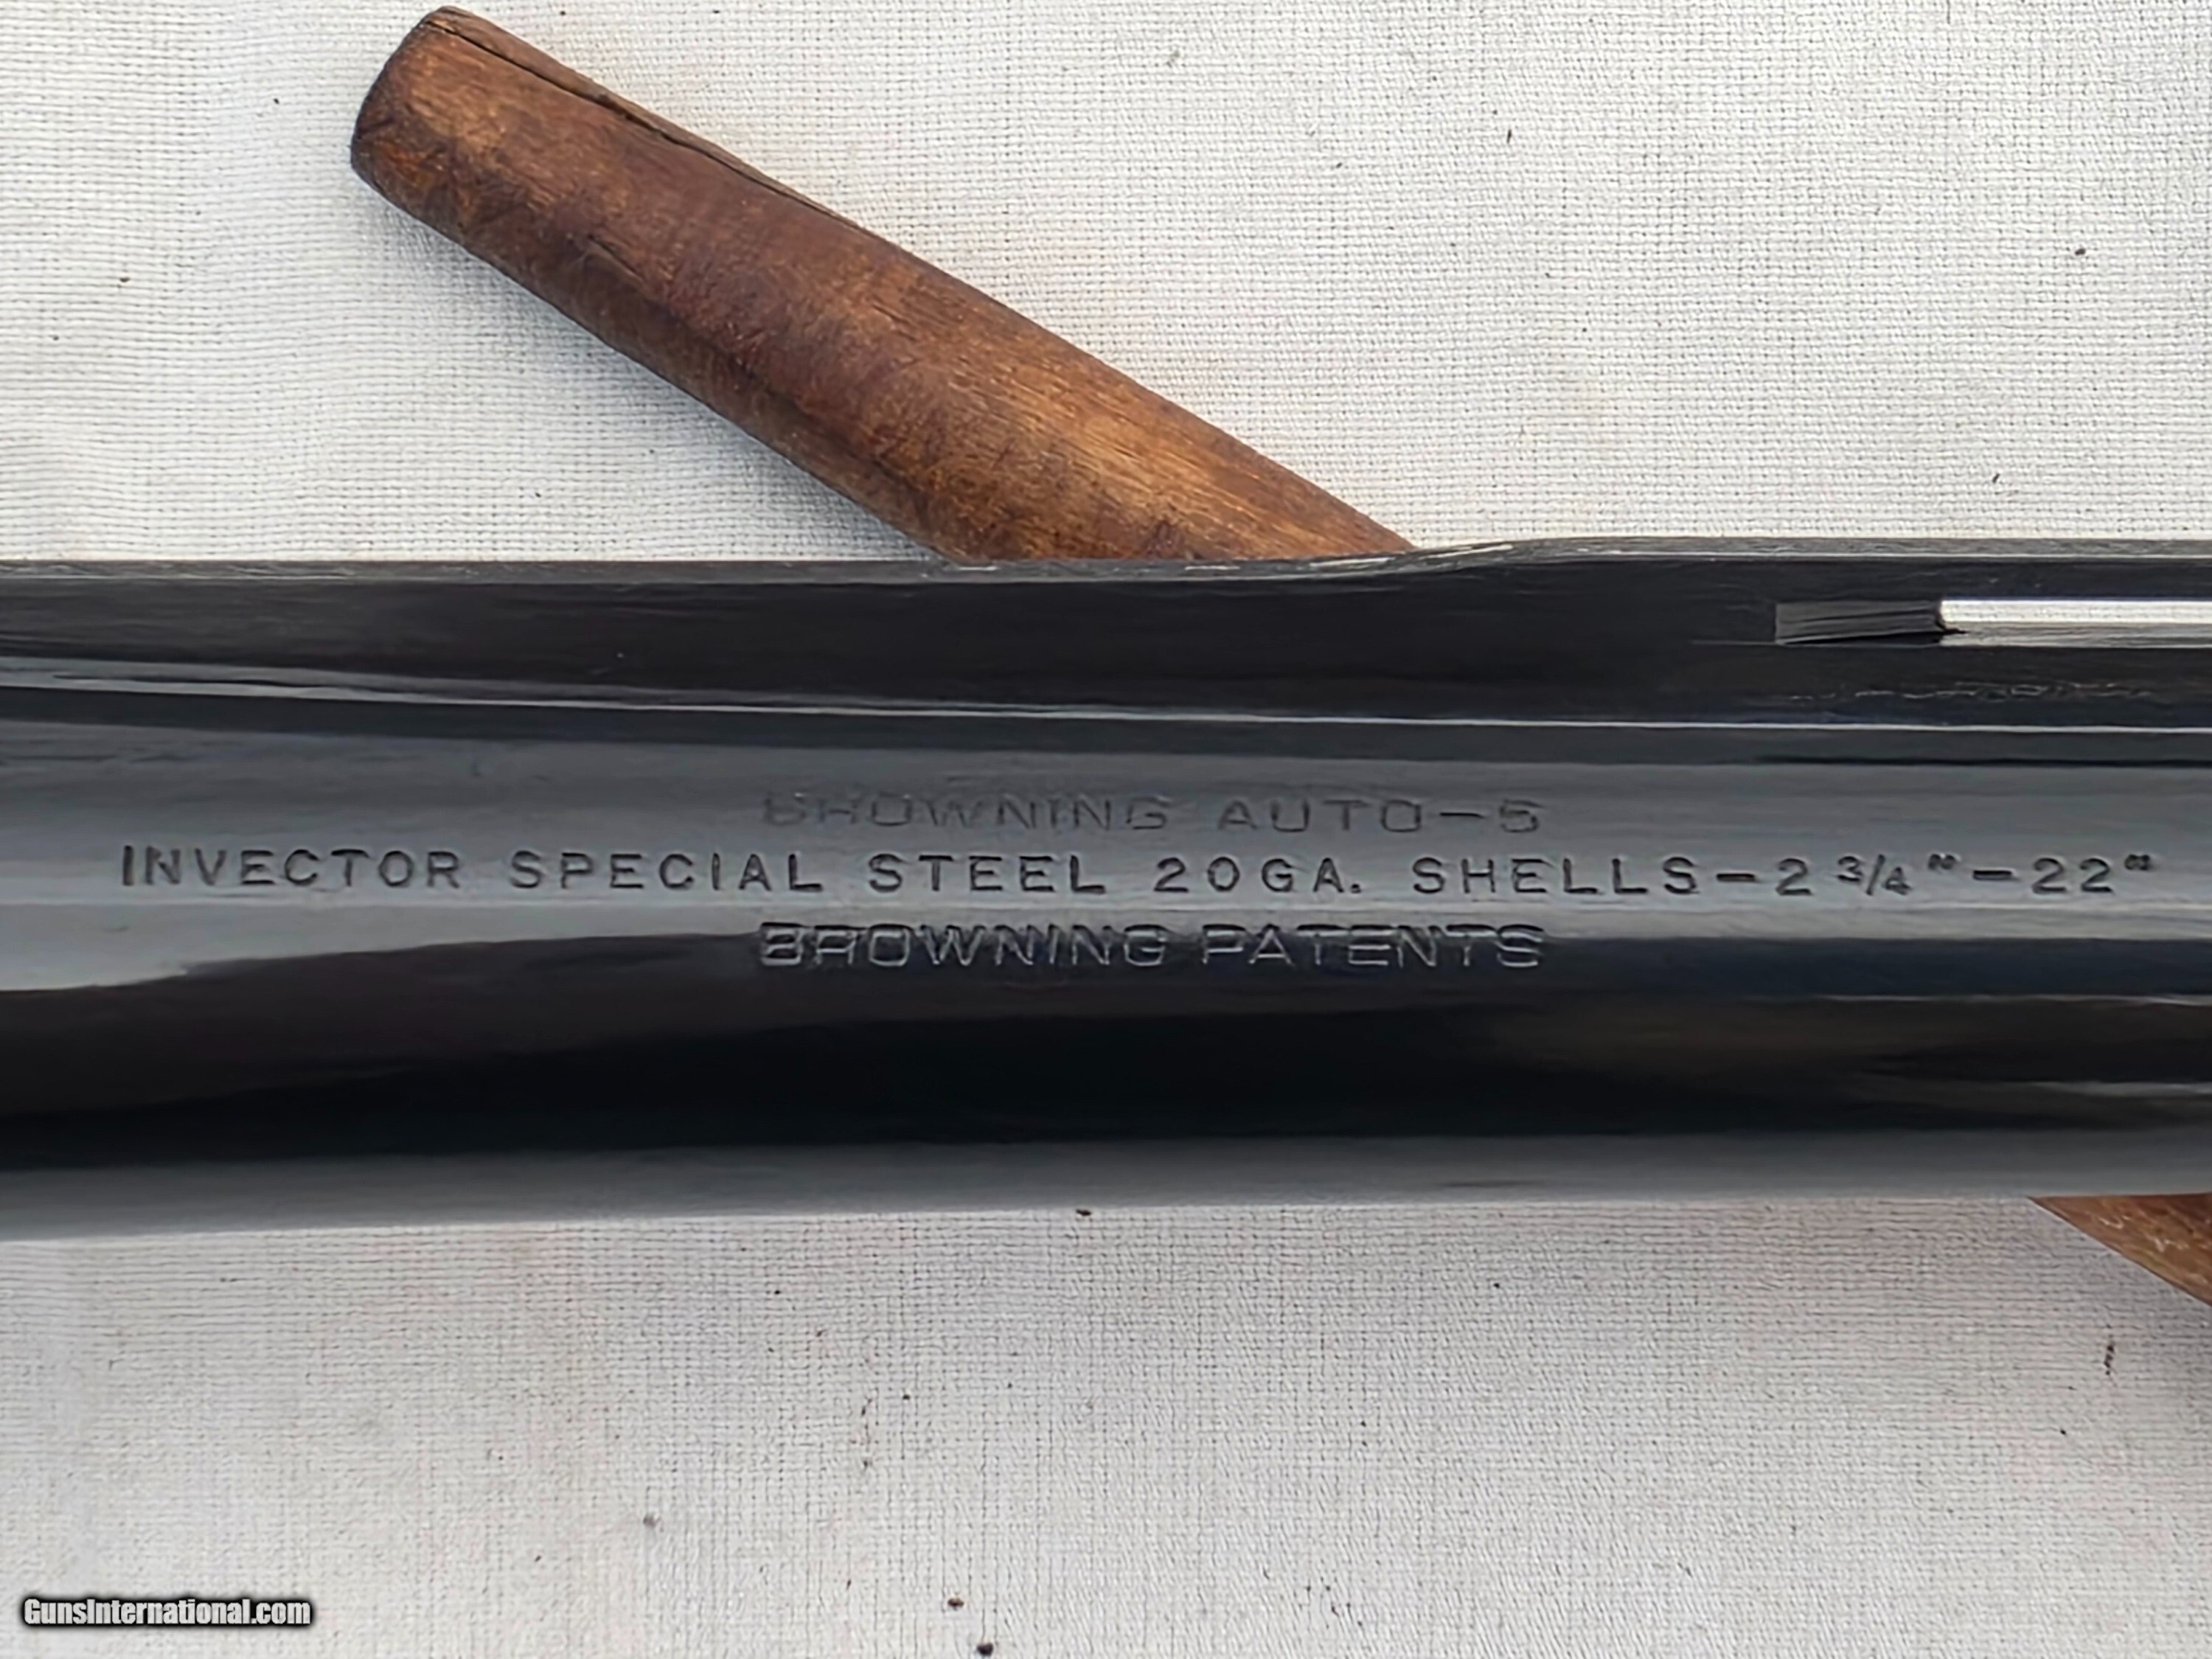 BROWNING AUTO-5
INVECTOR SPECIAL STEEL 20GA. SHELLS-2 3/4"-22"
BROWNING PATENTS
GunsInternational.com